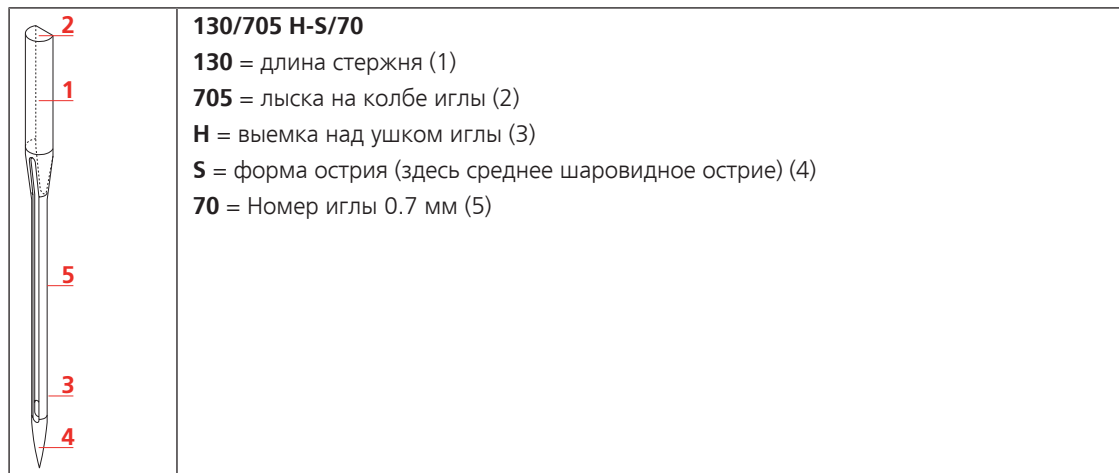 2
1
5
3
4
130/705 H-S/70
130 = длина стержня (1)
705 = лыска на колбе иглы (2)
H = выемка над ушком иглы (3)
S = форма острия (здесь среднее шаровидное острие) (4)
70 = Номер иглы 0.7 мм (5)